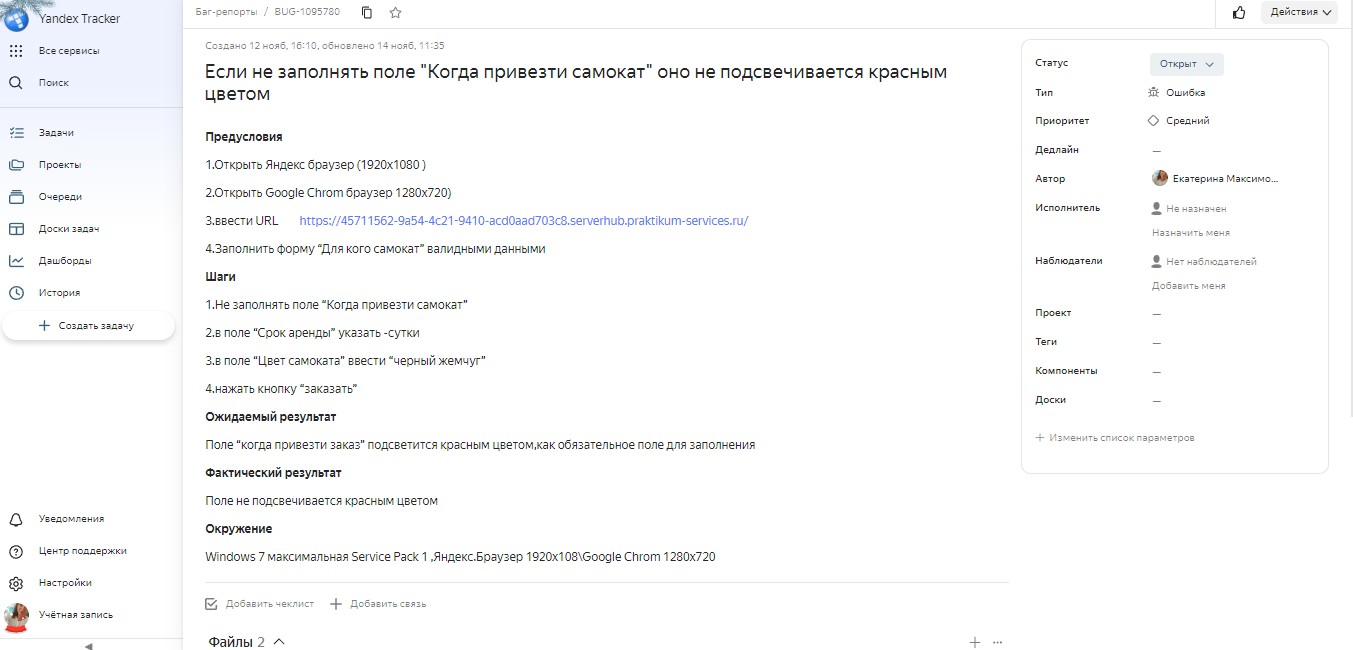 Yandex Tracker
Все сервисы
Поиск
Задачи
Проекты
Очереди
Доски задач
Дашборды
История
Создать задачу
Уведомления
Центр поддержки
Настройки
Учётная запись
Баг-репорты / BUG-1095780
Действия
Создано 12 нояб, 16:10, обновлено 14 нояб, 11:35
Если не заполнять поле "Когда привезти самокат" оно не подсвечивается красным
цветом
Предусловия
1.Открыть Яндекс браузер (1920x1080 )
2.Открыть Google Chrom браузер 1280x720)
3.ввести URL https://45711562-9a54-4c21-9410-acd0aad703c8.serverhub.praktikum-services.ru/
4.Заполнить форму “Для кого самокат” валидными данными
Шаги
1.Не заполнять поле “Когда привезти самокат”
2.в поле “Срок аренды” указать -сутки
3.в поле “Цвет самоката” ввести “черный жемчуг”
4.нажать кнопку “заказать”
Ожидаемый результат
Поле “когда привезти заказ” подсветится красным цветом,как обязательное поле для заполнения
Фактический результат
Поле не подсвечивается красным цветом
Окружение
Windows 7 максимальная Service Pack 1 ,Яндекс.Браузер 1920x108\Google Chrom 1280x720
Добавить чеклист
Добавить связь
Файлы 2
Статус Открыт
Тип Ошибка
Приоритет Средний
Дедлайн —
Автор Екатерина Максимо...
Исполнитель Не назначен
Назначить меня
Наблюдатели Нет наблюдателей
Добавить меня
Проект —
Теги —
Компоненты —
Доски —
Изменить список параметров